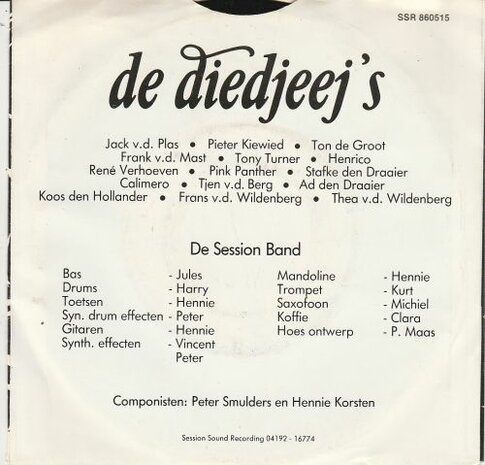 SSR 860515
de diedjeej's
Jack v.d. Plas • Pieter Kiewied • Ton de Groot
Frank v.d. Mast • Tony Turner • Henrico
René Verhoeven • Pink Panther • Stafke den Draaier
Calimero • Tjen v.d. Berg • Ad den Draaier
Koos den Hollander • Frans v.d. Wildenberg • Thea v.d. Wildenberg
De Session Band
Bas - Jules
Drums - Harry
Toetsen - Hennie
Syn. drum effecten - Peter
Gitaren - Hennie
Synth. effecten - Vincent
Peter
Mandoline - Hennie
Trompet - Kurt
Saxofoon - Michiel
Koffie - Clara
Hoes ontwerp - P. Maas
Componisten: Peter Smulders en Hennie Korsten
Session Sound Recording 04192 - 16774